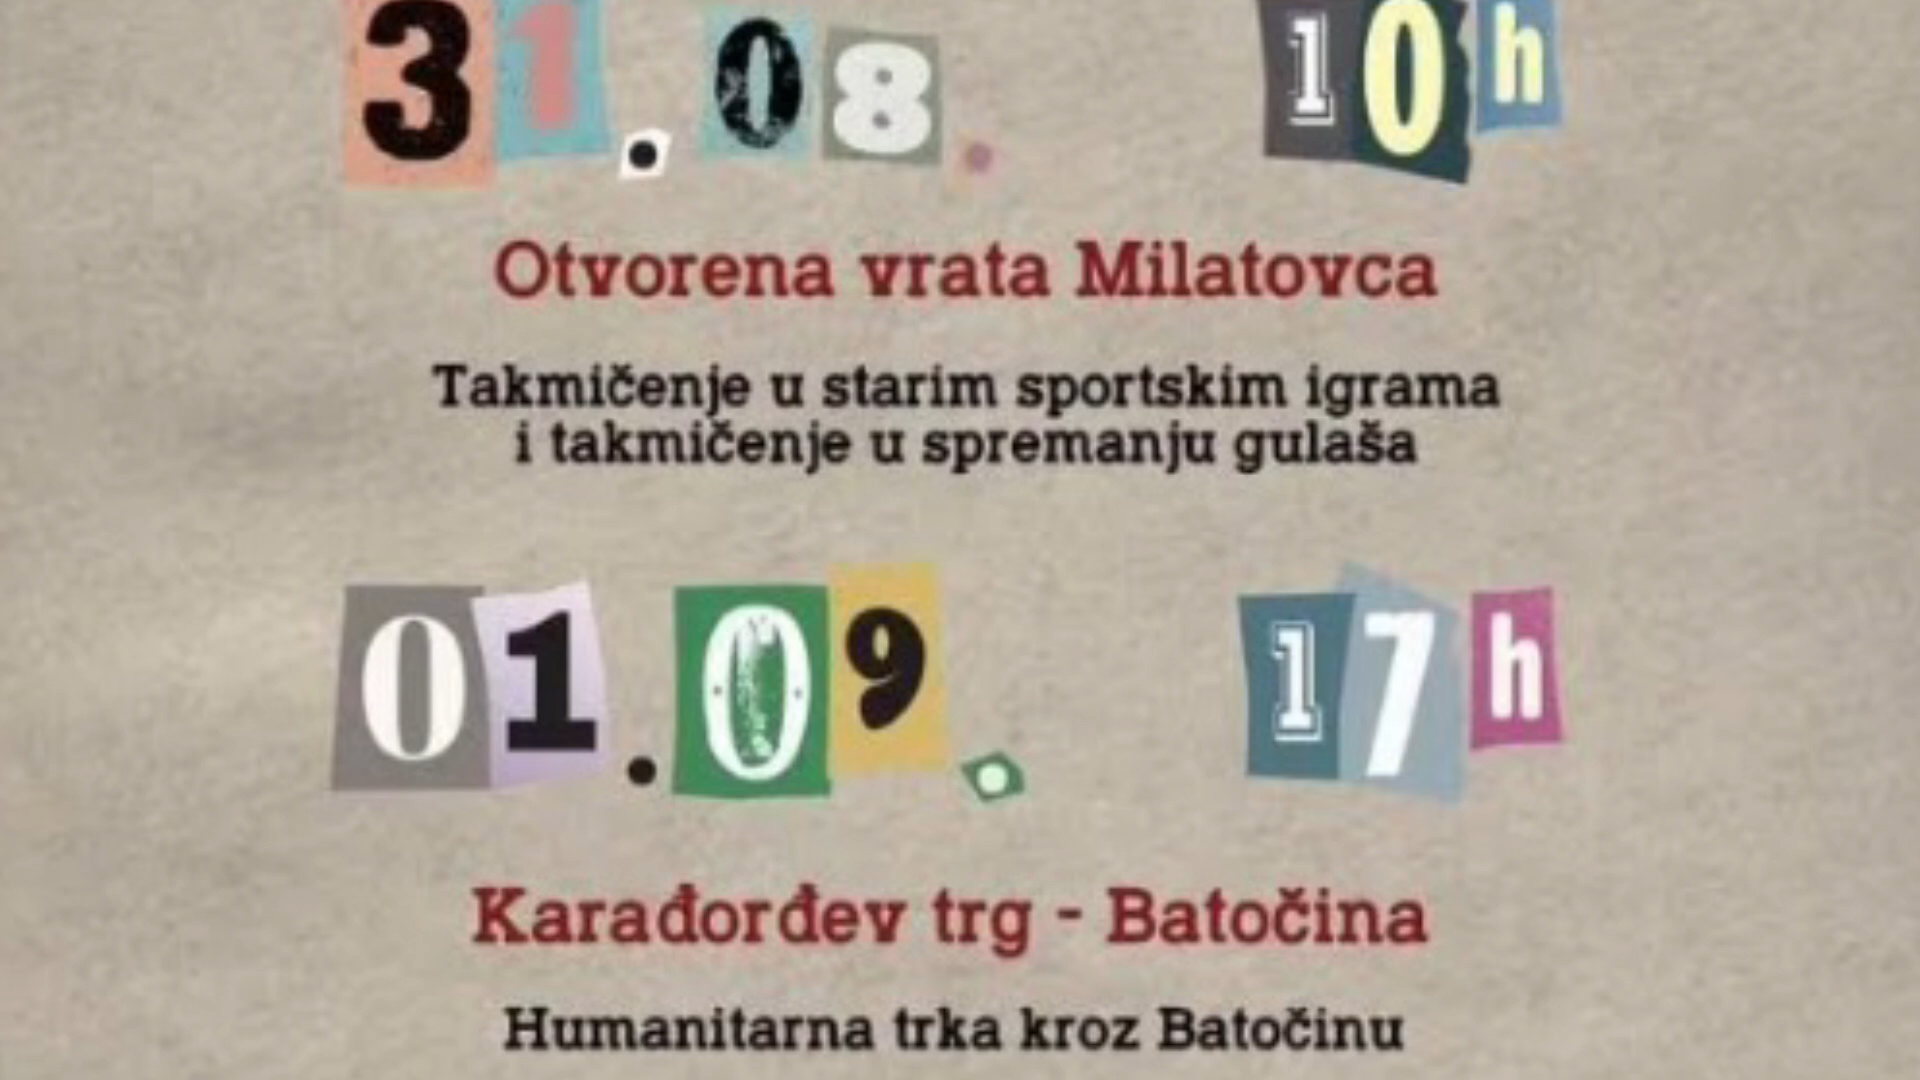 31.08. 10h
Otvorena vrata Milatovca
Takmičenje u starim sportskim igrama
i takmičenje u spremanju gulaša
01.09. 17h
Karađorđev trg - Batočina
Humanitarna trka kroz Batočinu